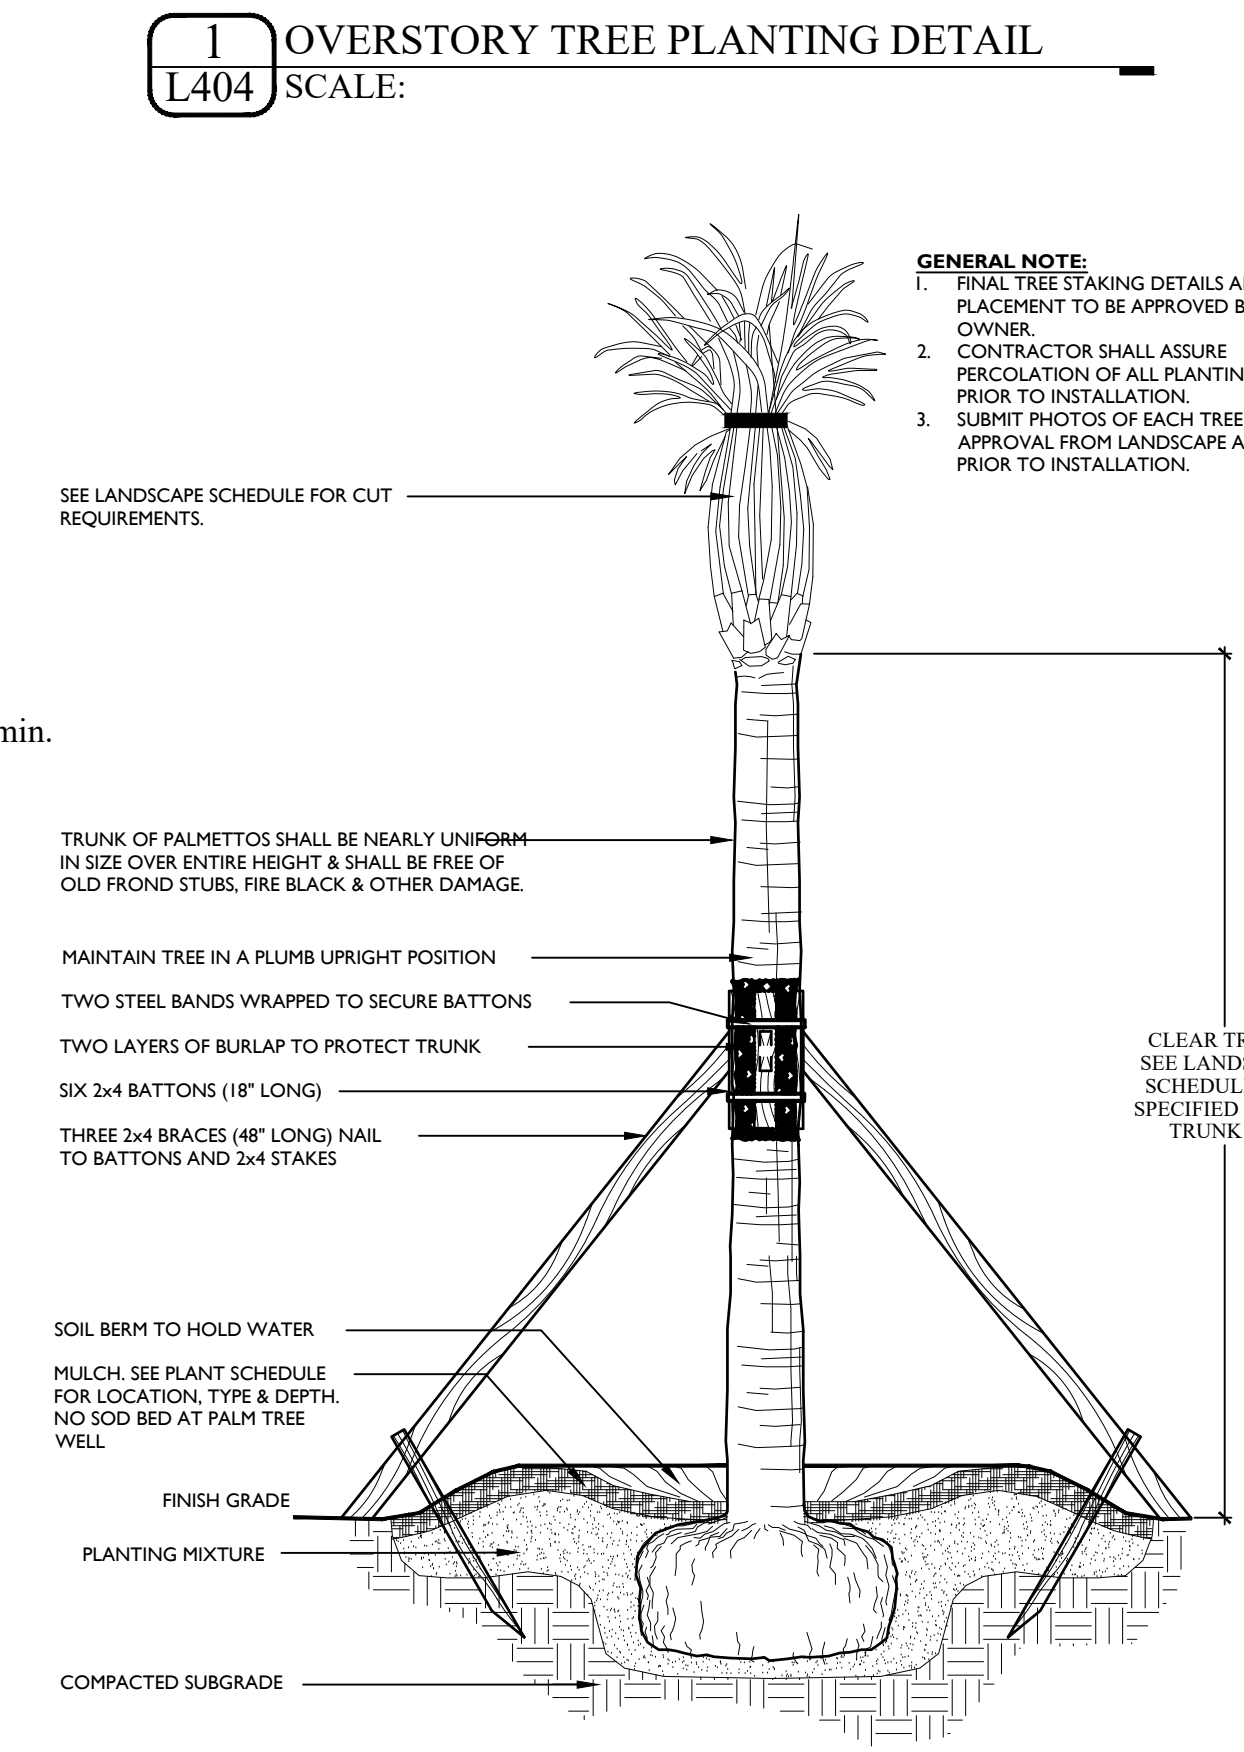 1
L404
OVERSTORY TREE PLANTING DETAIL
SCALE:
GENERAL NOTE:
1. FINAL TREE STAKING DETAILS
PLACEMENT TO BE APPROVED
OWNER.
2. CONTRACTOR SHALL ASSURE
PERCOLATION OF ALL
PRIOR TO INSTALLATION.
3. SUBMIT PHOTOS OF EACH TREE
APPROVAL FROM LANDSCAPE
PRIOR TO INSTALLATION.
SEE LANDSCAPE SCHEDULE FOR CUT
REQUIREMENTS.
min.
TRUNK OF PALMETTOS SHALL BE NEARLY UNIFORM
IN SIZE OVER ENTIRE HEIGHT & SHALL BE FREE OF
OLD FROND STUBS, FIRE BLACK & OTHER DAMAGE.
MAINTAIN TREE IN A PLUMB UPRIGHT POSITION
TWO STEEL BANDS WRAPPED TO SECURE BATTONS
TWO LAYERS OF BURLAP TO PROTECT TRUNK
SIX 2x4 BATTONS (18" LONG)
THREE 2x4 BRACES (48" LONG) NAIL
TO BATTONS AND 2x4 STAKES
CLEAR
SEE
SPECIFIED
TRUNK
SOIL BERM TO HOLD WATER
MULCH. SEE PLANT SCHEDULE
FOR LOCATION, TYPE & DEPTH.
NO SOD BED AT PALM TREE
WELL
FINISH GRADE
PLANTING MIXTURE
COMPACTED SUBGRADE